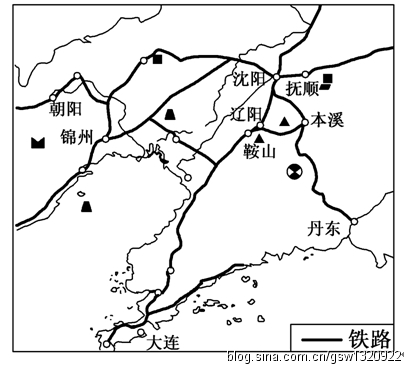 沈阳
抚顺
朝阳
辽阳
本溪
锦州
鞍山
丹东
大连
铁路
blog.sina.com.cn/gsw1320922